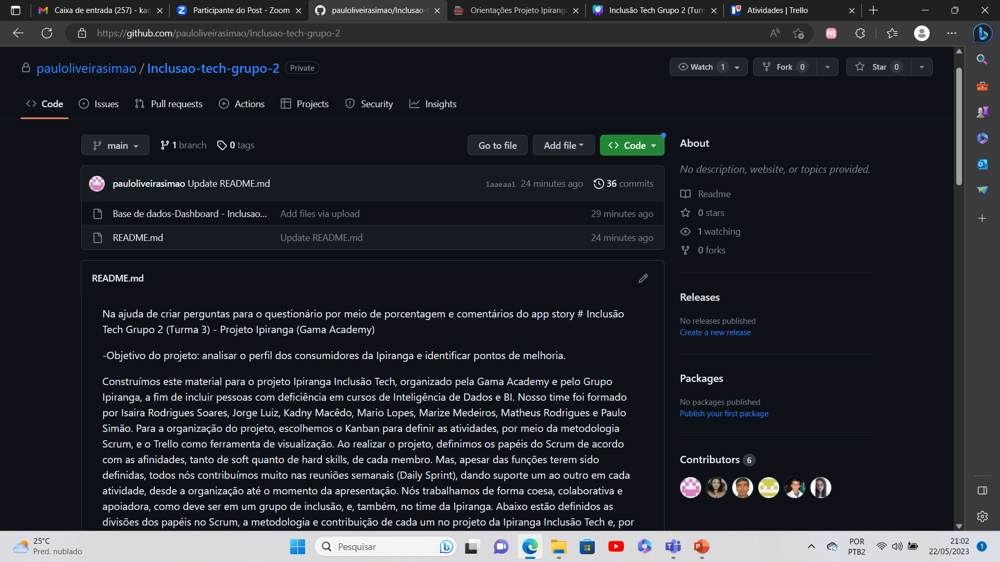 Caixa de entrada (257) - kad
Participante do Post - Zoom
pauloliveirasimao/Inclusao-t
Orientações Projeto Ipiranga
Inclusão Tech Grupo 2 (Turm
Atividades | Trello
https://github.com/pauloliveirasimao/Inclusao-tech-grupo-2
pauloliveirasimao / Inclusao-tech-grupo-2 Private
Watch 1
Fork 0
Star 0
Code Issues Pull requests Actions Projects Security Insights
main 1 branch 0 tags
Go to file Add file Code
pauloliveirasimao Update README.md 1aaeaa1 24 minutes ago 36 commits
Base de dados-Dashboard - Inclusao... Add files via upload 29 minutes ago
README.md Update README.md 24 minutes ago
README.md
Na ajuda de criar perguntas para o questionário por meio de porcentagem e comentários do app story # Inclusão
Tech Grupo 2 (Turma 3) - Projeto Ipiranga (Gama Academy)
-Objetivo do projeto: analisar o perfil dos consumidores da Ipiranga e identificar pontos de melhoria.
Construímos este material para o projeto Ipiranga Inclusão Tech, organizado pela Gama Academy e pelo Grupo
Ipiranga, a fim de incluir pessoas com deficiência em cursos de Inteligência de Dados e BI. Nosso time foi formado
por Isaira Rodrigues Soares, Jorge Luiz, Kadny Macêdo, Mario Lopes, Marize Medeiros, Matheus Rodrigues e Paulo
Simão. Para a organização do projeto, escolhemos o Kanban para definir as atividades, por meio da metodologia
Scrum, e o Trello como ferramenta de visualização. Ao realizar o projeto, definimos os papéis do Scrum de acordo
com as afinidades, tanto de soft quanto de hard skills, de cada membro. Mas, apesar das funções terem sido
definidas, todos nós contribuímos muito nas reuniões semanais (Daily Sprint), dando suporte um ao outro em cada
atividade, desde a organização até o momento da apresentação. Nós trabalhamos de forma coesa, colaborativa e
apoiadora, como deve ser em um grupo de inclusão, e, também, no time da Ipiranga. Abaixo estão definidos as
divisões dos papéis no Scrum, a metodologia e contribuição de cada um no projeto da Ipiranga Inclusão Tech e, por
About
No description, website, or topics provided.
Readme
0 stars
1 watching
0 forks
Releases
No releases published
Create a new release
Packages
No packages published
Publish your first package
Contributors 6
25°C
Pred. nublado
Pesquisar
POR
PTB2
21:02
22/05/2023
1